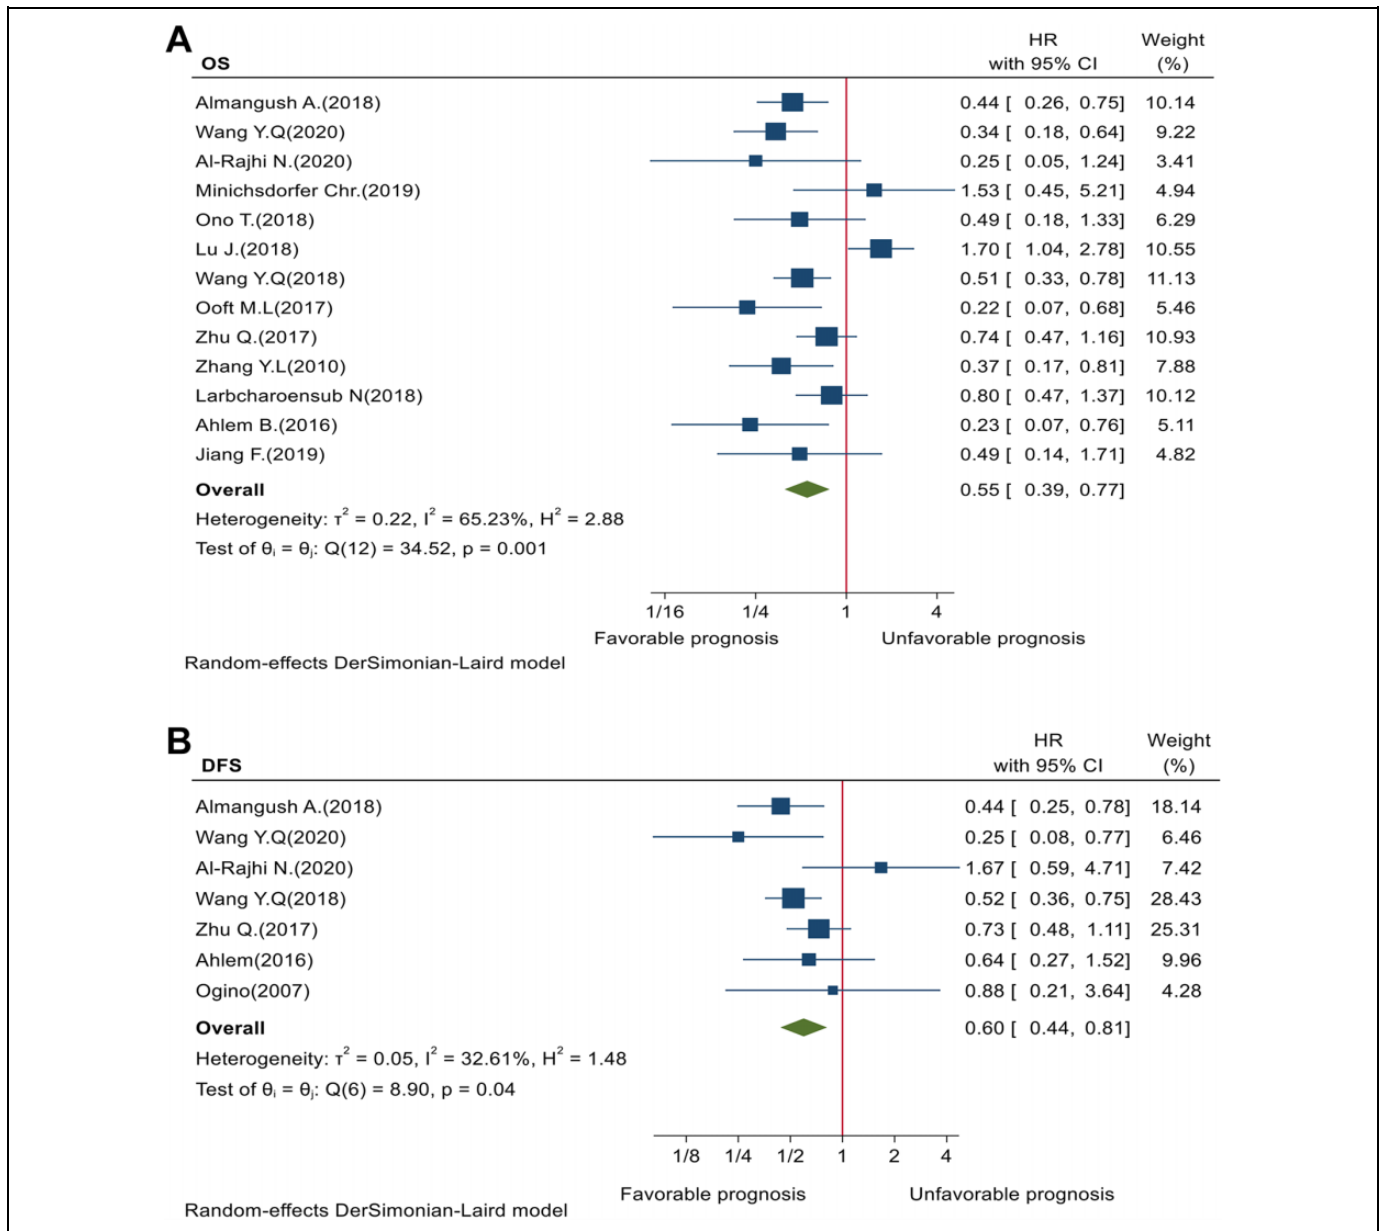 A
OS
HR with 95% CI
Weight (%)
Almangush A.(2018) 0.44 [ 0.26, 0.75] 10.14
Wang Y.Q(2020) 0.34 [ 0.18, 0.64] 9.22
Al-Rajhi N.(2020) 0.25 [ 0.05, 1.24] 3.41
Minichsdorfer Chr.(2019) 1.53 [ 0.45, 5.21] 4.94
Ono T.(2018) 0.49 [ 0.18, 1.33] 6.29
Lu J.(2018) 1.70 [ 1.04, 2.78] 10.55
Wang Y.Q(2018) 0.51 [ 0.33, 0.78] 11.13
Ooft M.L(2017) 0.22 [ 0.07, 0.68] 5.46
Zhu Q.(2017) 0.74 [ 0.47, 1.16] 10.93
Zhang Y.L(2010) 0.37 [ 0.17, 0.81] 7.88
Larbcharoensub N(2018) 0.80 [ 0.47, 1.37] 10.12
Ahlem B.(2016) 0.23 [ 0.07, 0.76] 5.11
Jiang F.(2019) 0.49 [ 0.14, 1.71] 4.82
Overall 0.55 [ 0.39, 0.77]
Heterogeneity: τ² = 0.22, I² = 65.23%, H² = 2.88
Test of θᵢ = θⱼ: Q(12) = 34.52, p = 0.001
1/16 1/4 1 4
Favorable prognosis Unfavorable prognosis
Random-effects DerSimonian-Laird model
B
DFS
HR with 95% CI
Weight (%)
Almangush A.(2018) 0.44 [ 0.25, 0.78] 18.14
Wang Y.Q(2020) 0.25 [ 0.08, 0.77] 6.46
Al-Rajhi N.(2020) 1.67 [ 0.59, 4.71] 7.42
Wang Y.Q(2018) 0.52 [ 0.36, 0.75] 28.43
Zhu Q.(2017) 0.73 [ 0.48, 1.11] 25.31
Ahlem(2016) 0.64 [ 0.27, 1.52] 9.96
Ogino(2007) 0.88 [ 0.21, 3.64] 4.28
Overall 0.60 [ 0.44, 0.81]
Heterogeneity: τ² = 0.05, I² = 32.61%, H² = 1.48
Test of θᵢ = θⱼ: Q(6) = 8.90, p = 0.04
1/8 1/4 1/2 1 2 4
Favorable prognosis Unfavorable prognosis
Random-effects DerSimonian-Laird model